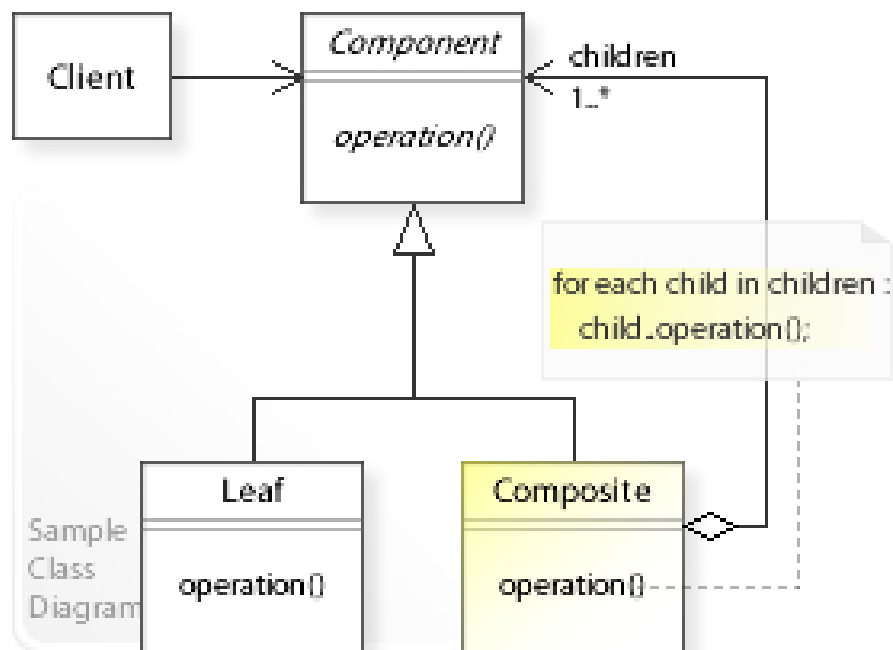 Client
Component
operation()
children
1..*
for each child in children :
child.operation();
Leaf
operation()
Composite
operation()
Sample
Class
Diagram